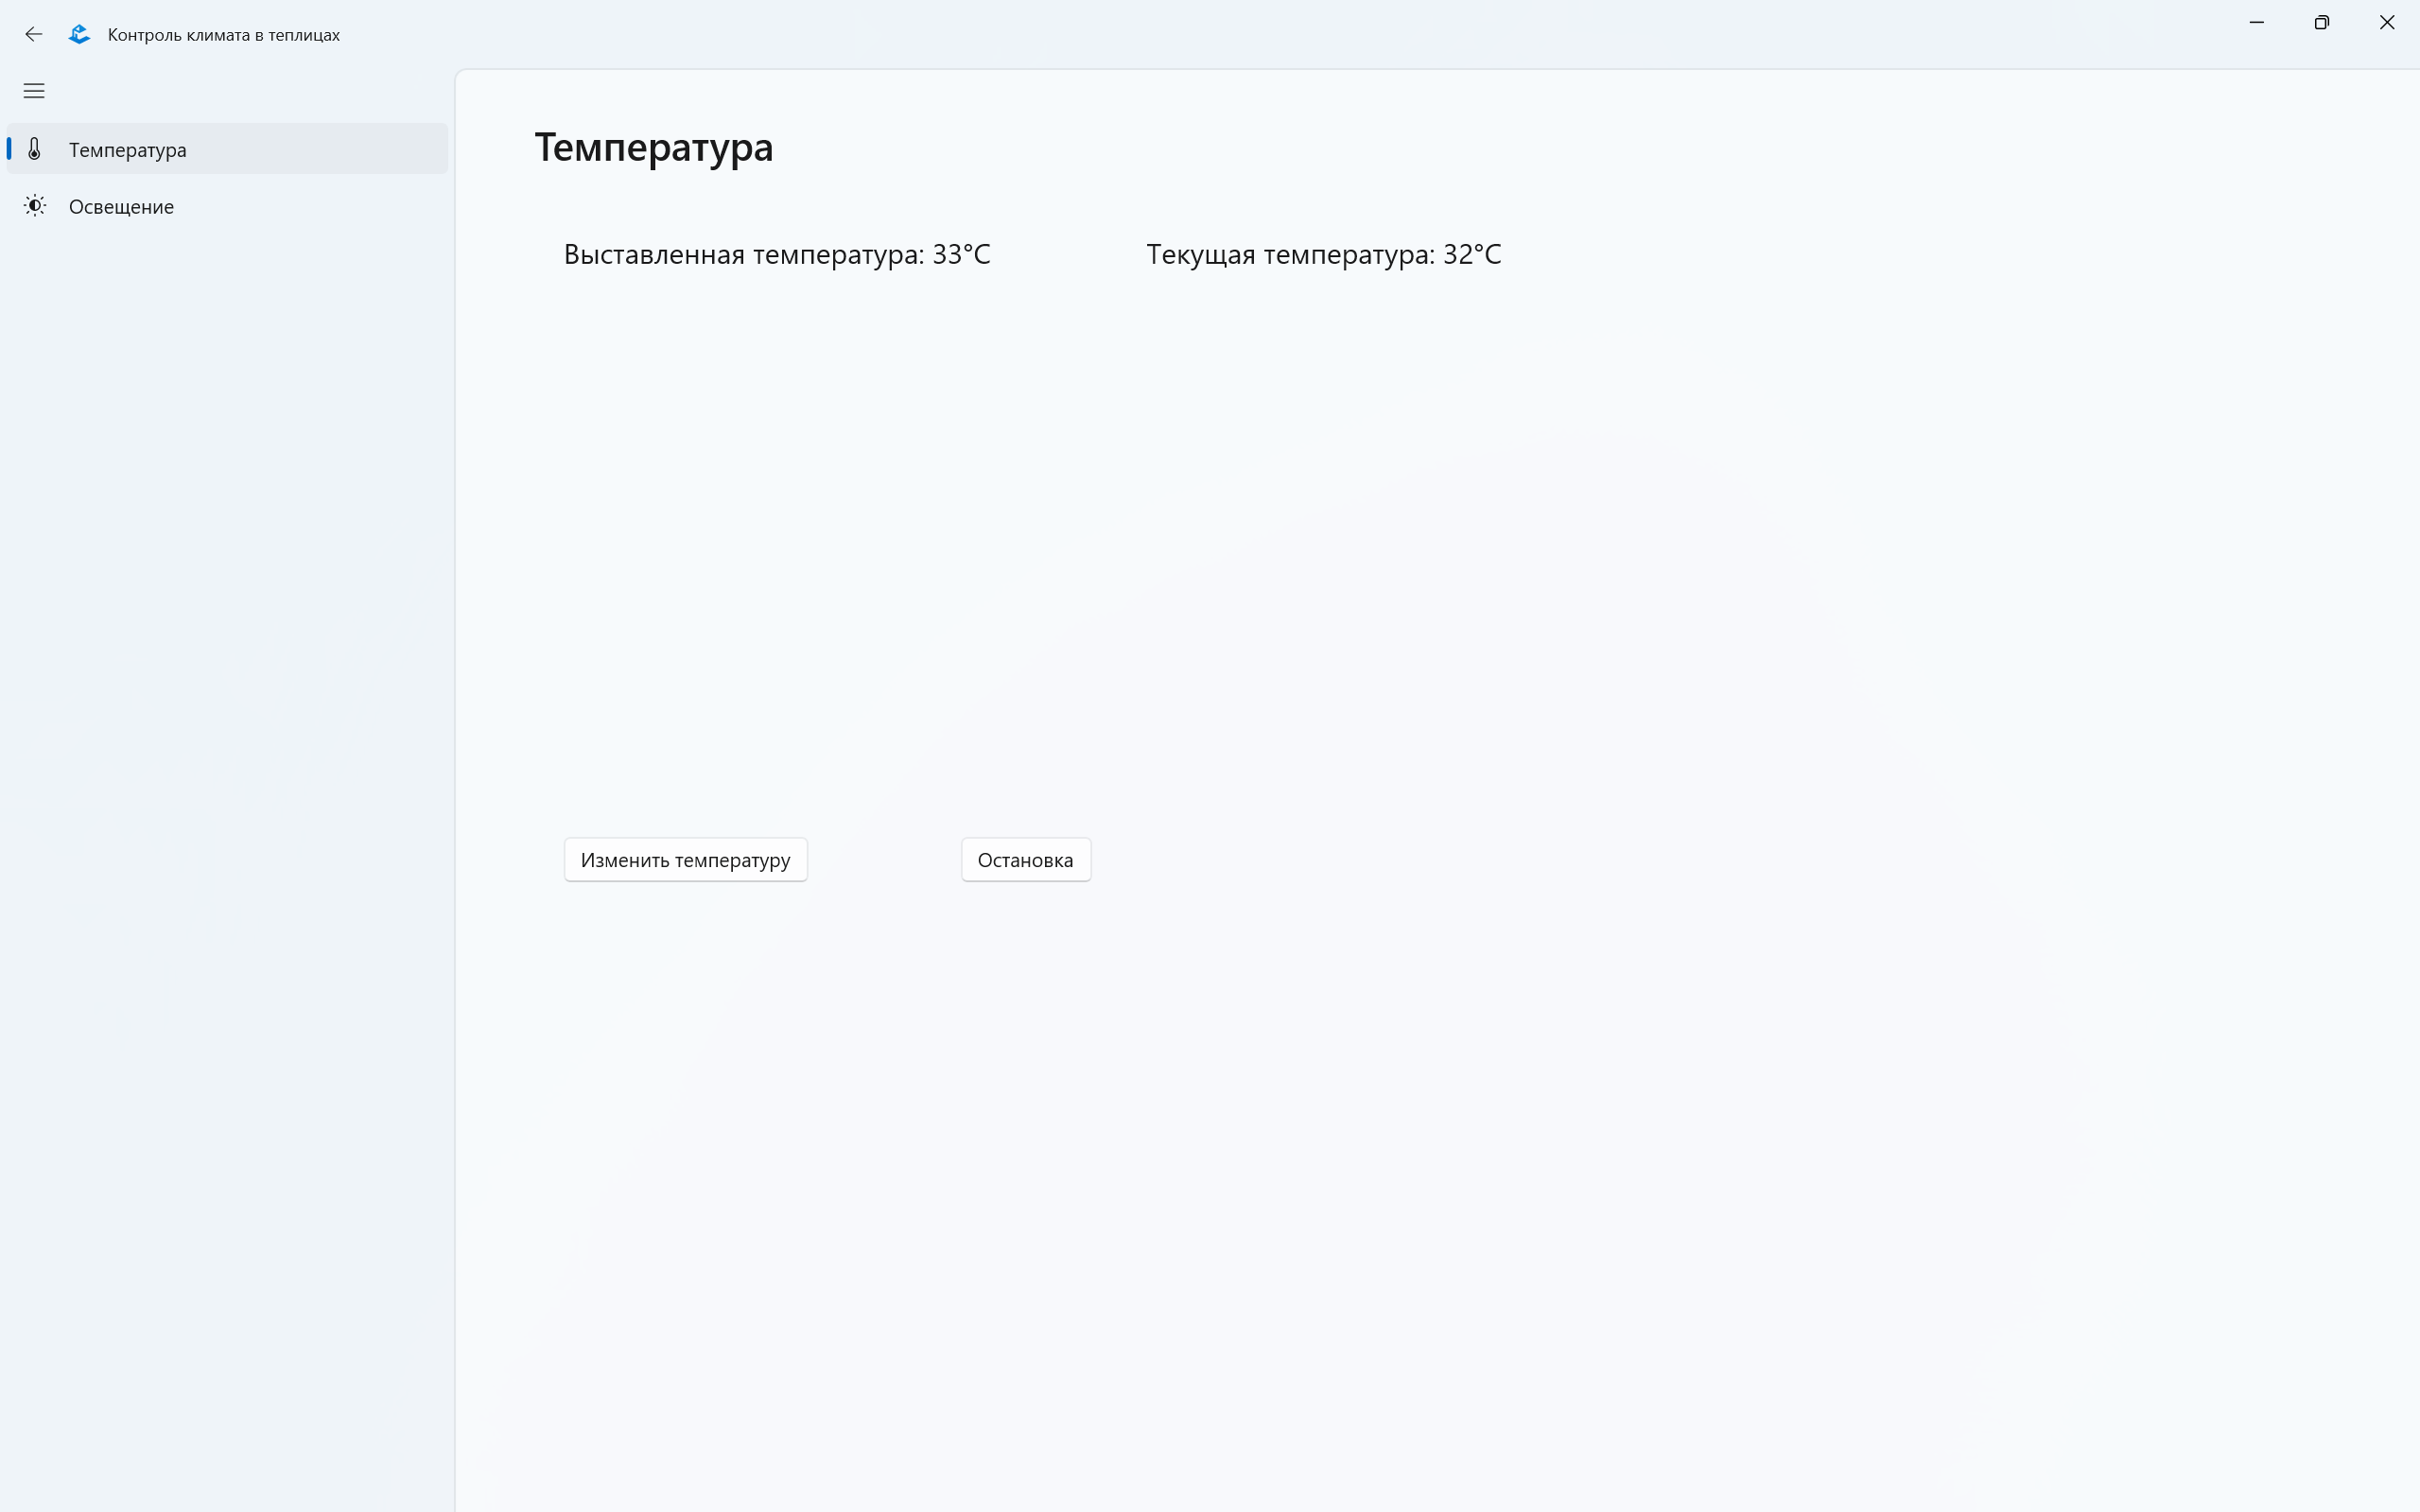 Контроль климата в теплицах
Температура
Освещение
Температура
Выставленная температура: 33°C
Текущая температура: 32°C
Изменить температуру
Остановка